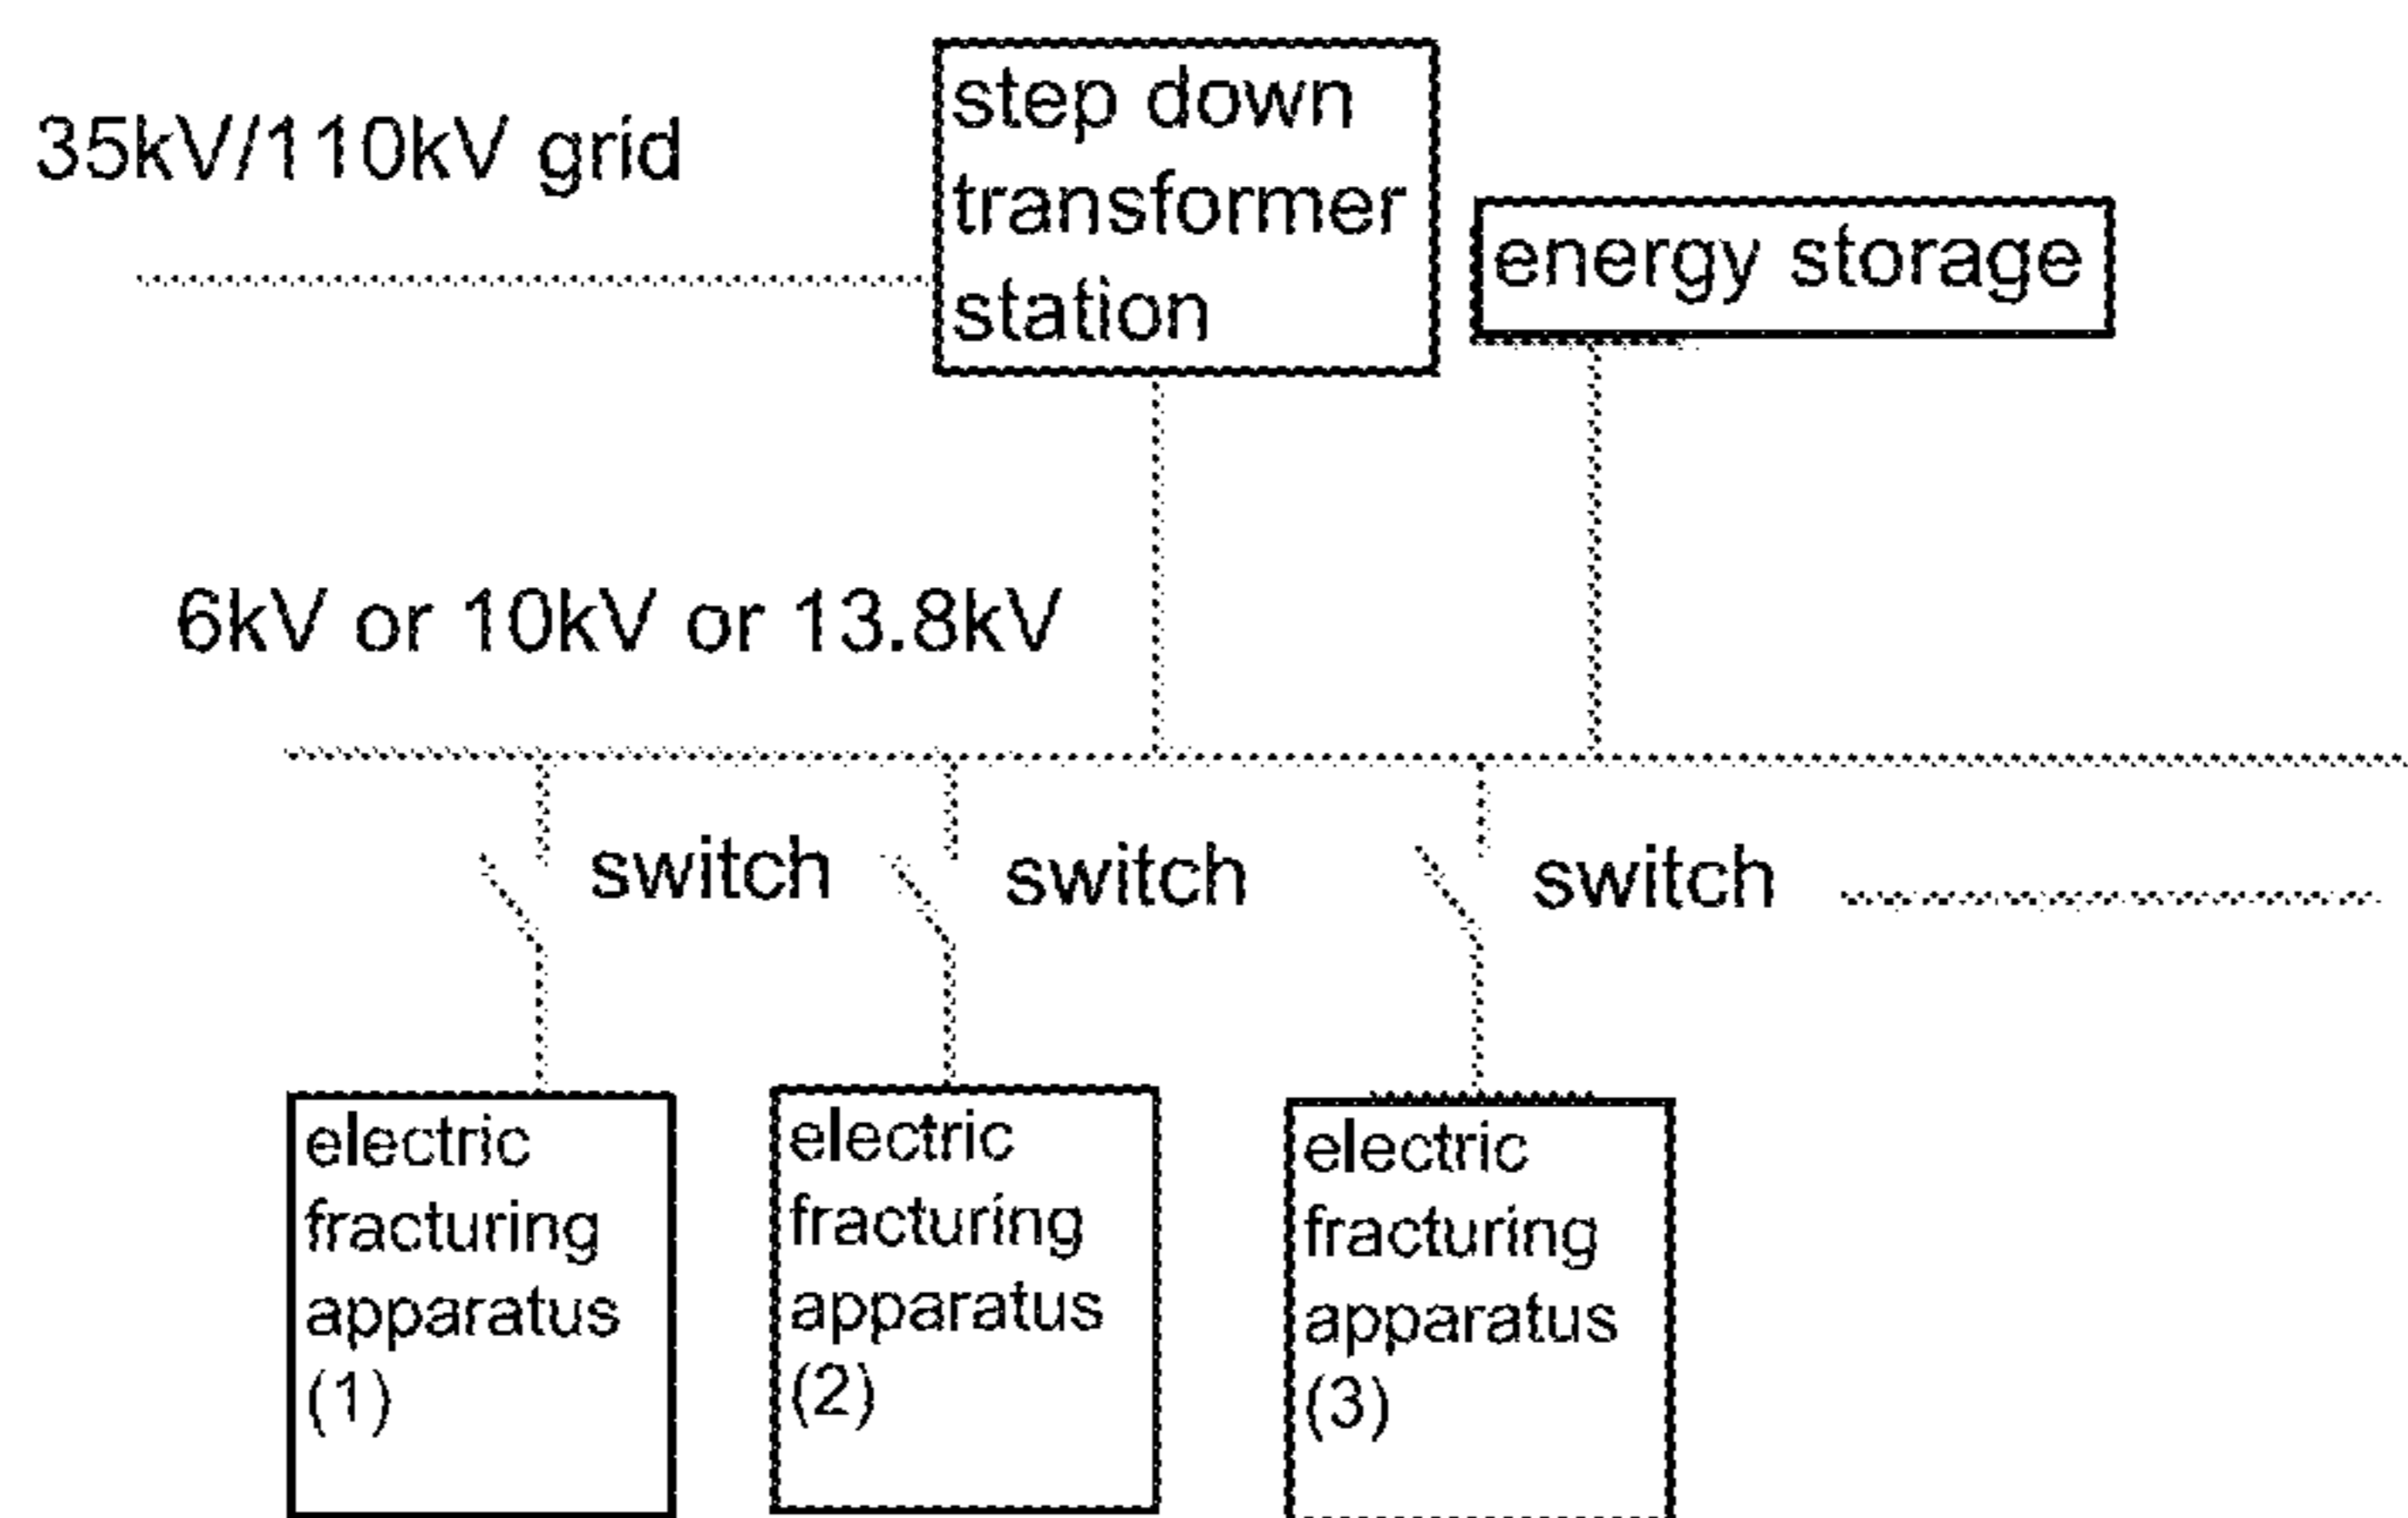 35kV/110kV grid
step down
transformer
station
energy storage
6kV or 10kV or 13.8kV
switch
switch
switch
electric
fracturing
apparatus
(1)
electric
fracturing
apparatus
(2)
electric
fracturing
apparatus
(3)